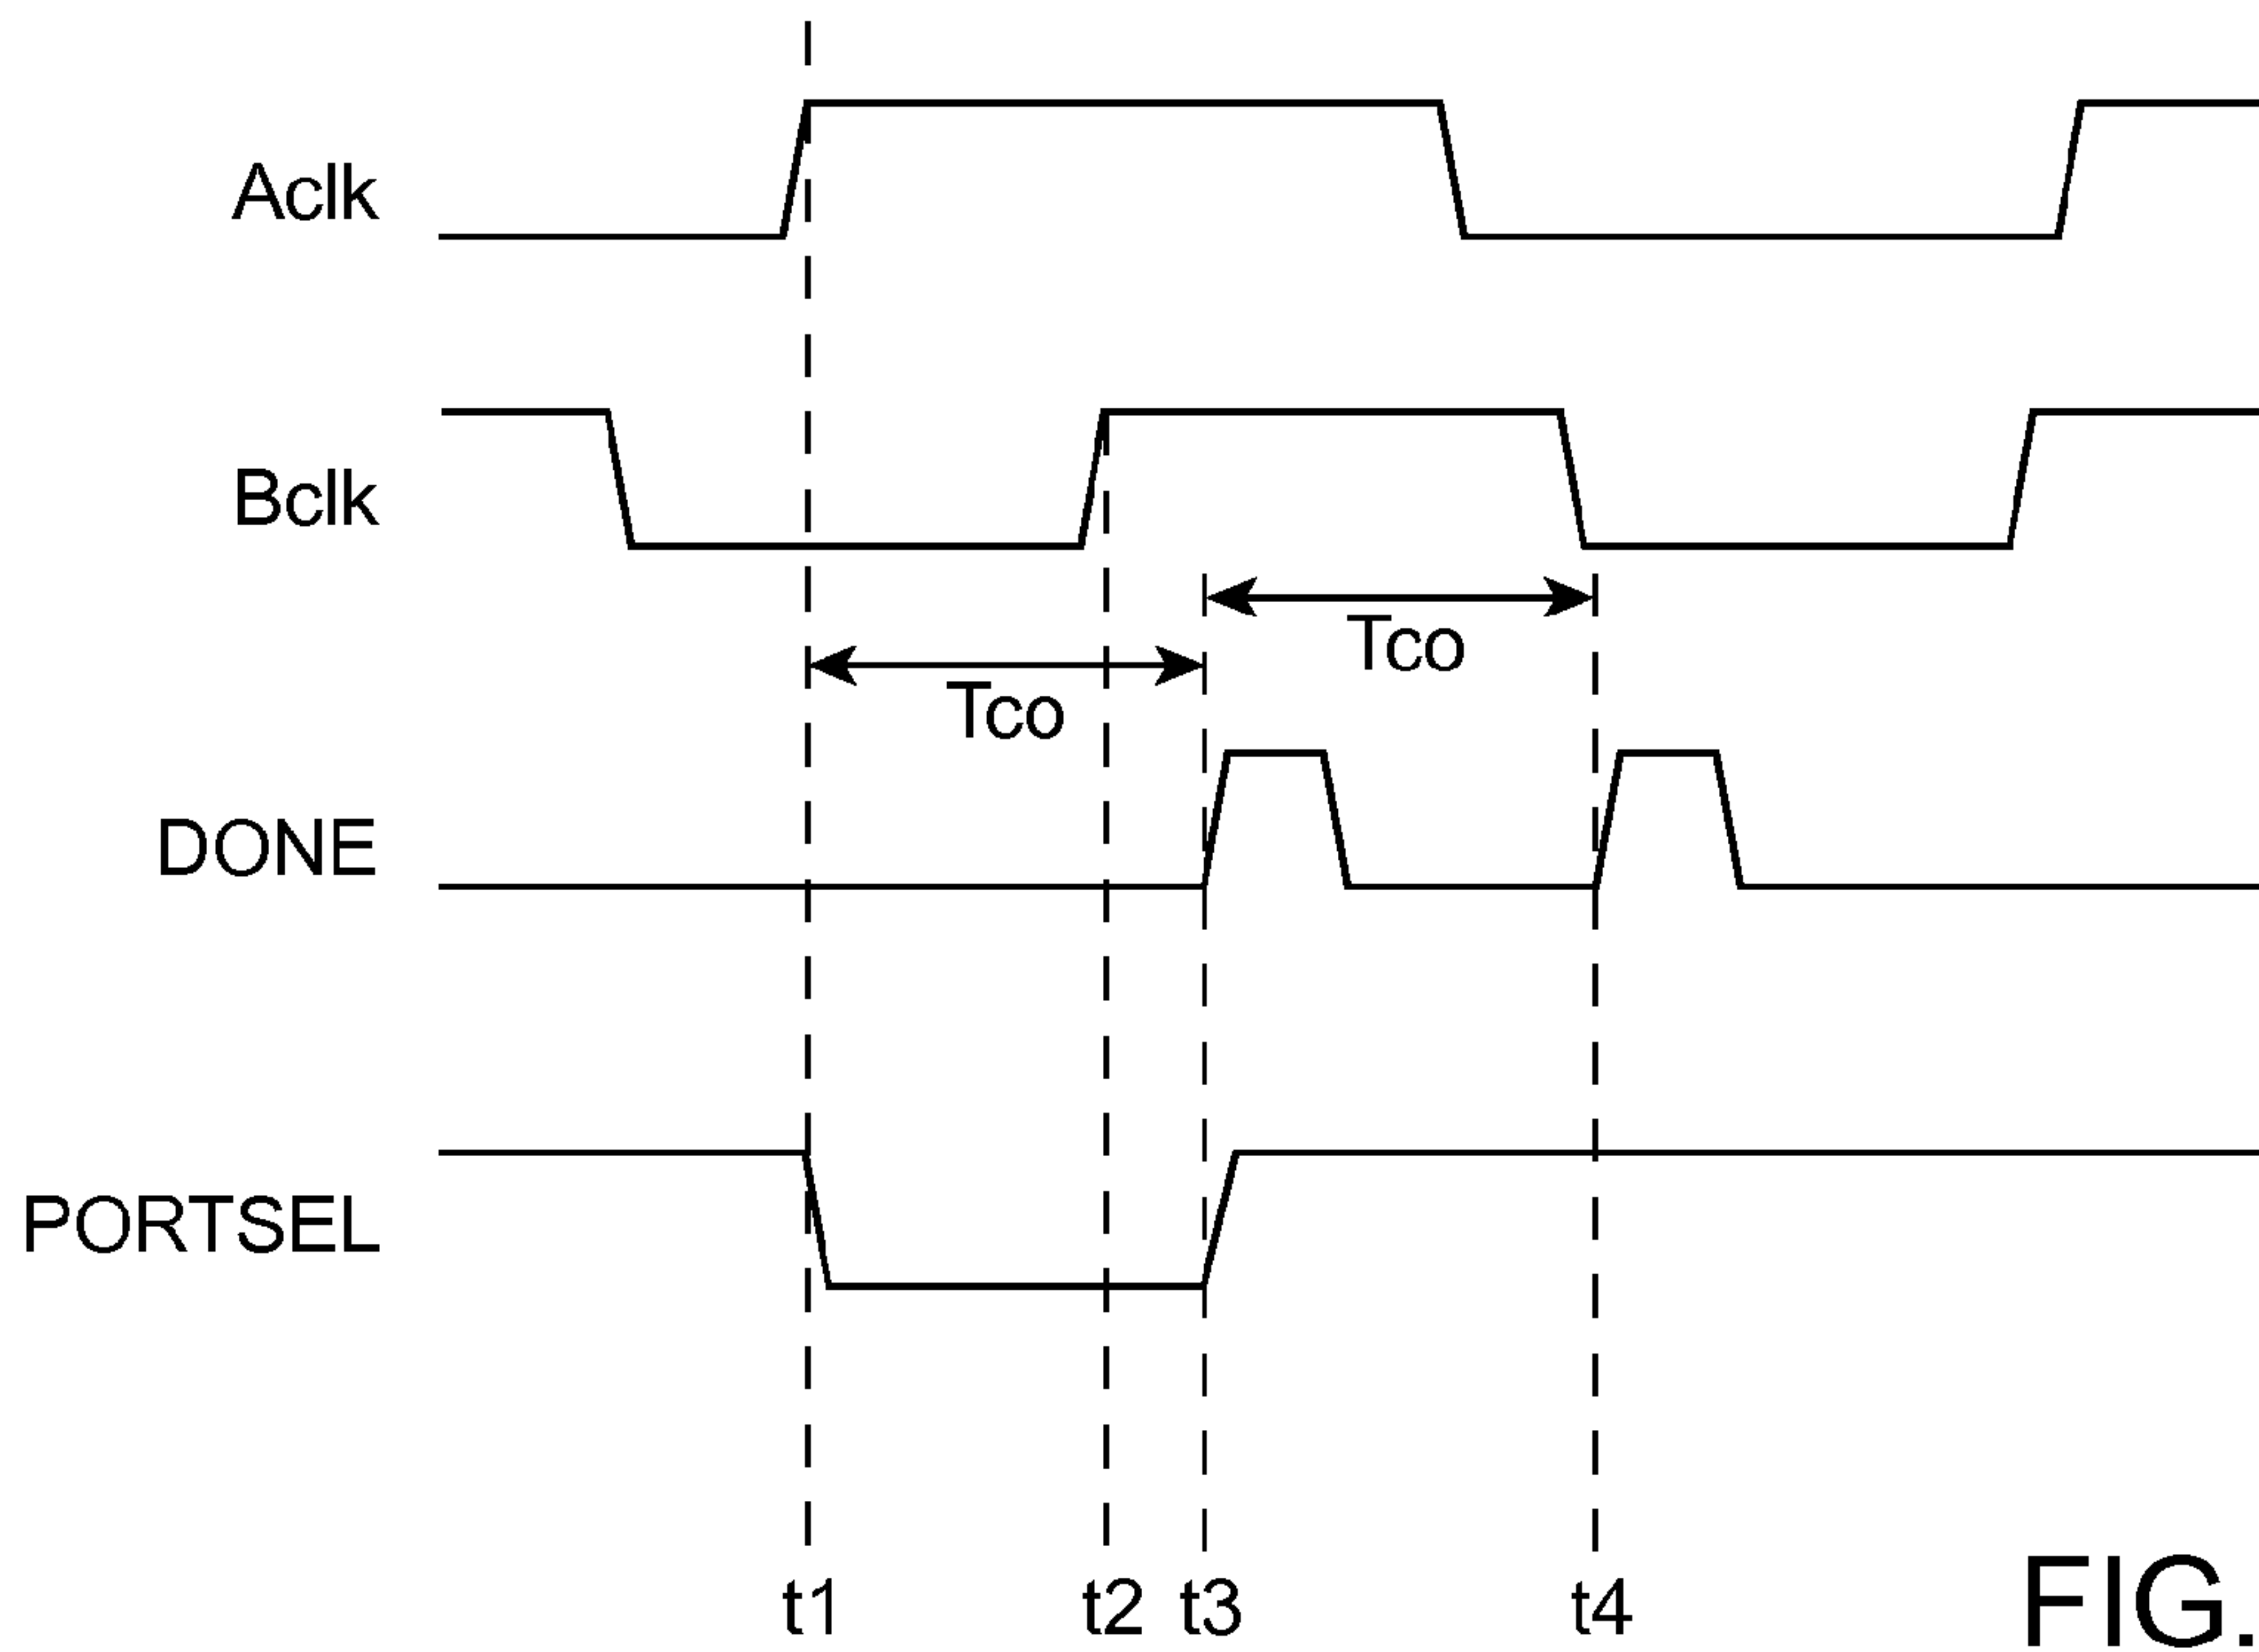 Aclk
Bclk
Tco
Tco
DONE
PORTSEL
t1 t2 t3 t4
FIG.